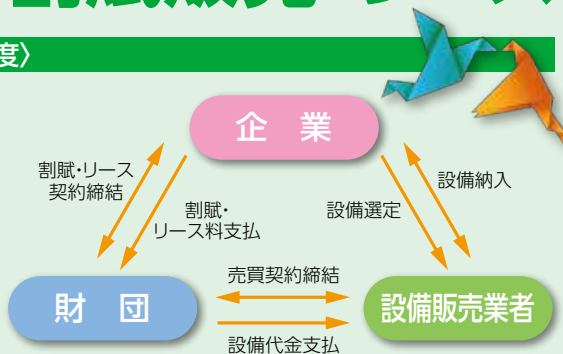 度〉
企 業
割賦・リース
契約締結
割賦・
リース料支払
設備選定
設備納入
売買契約締結
財 団
設備販売業者
設備代金支払